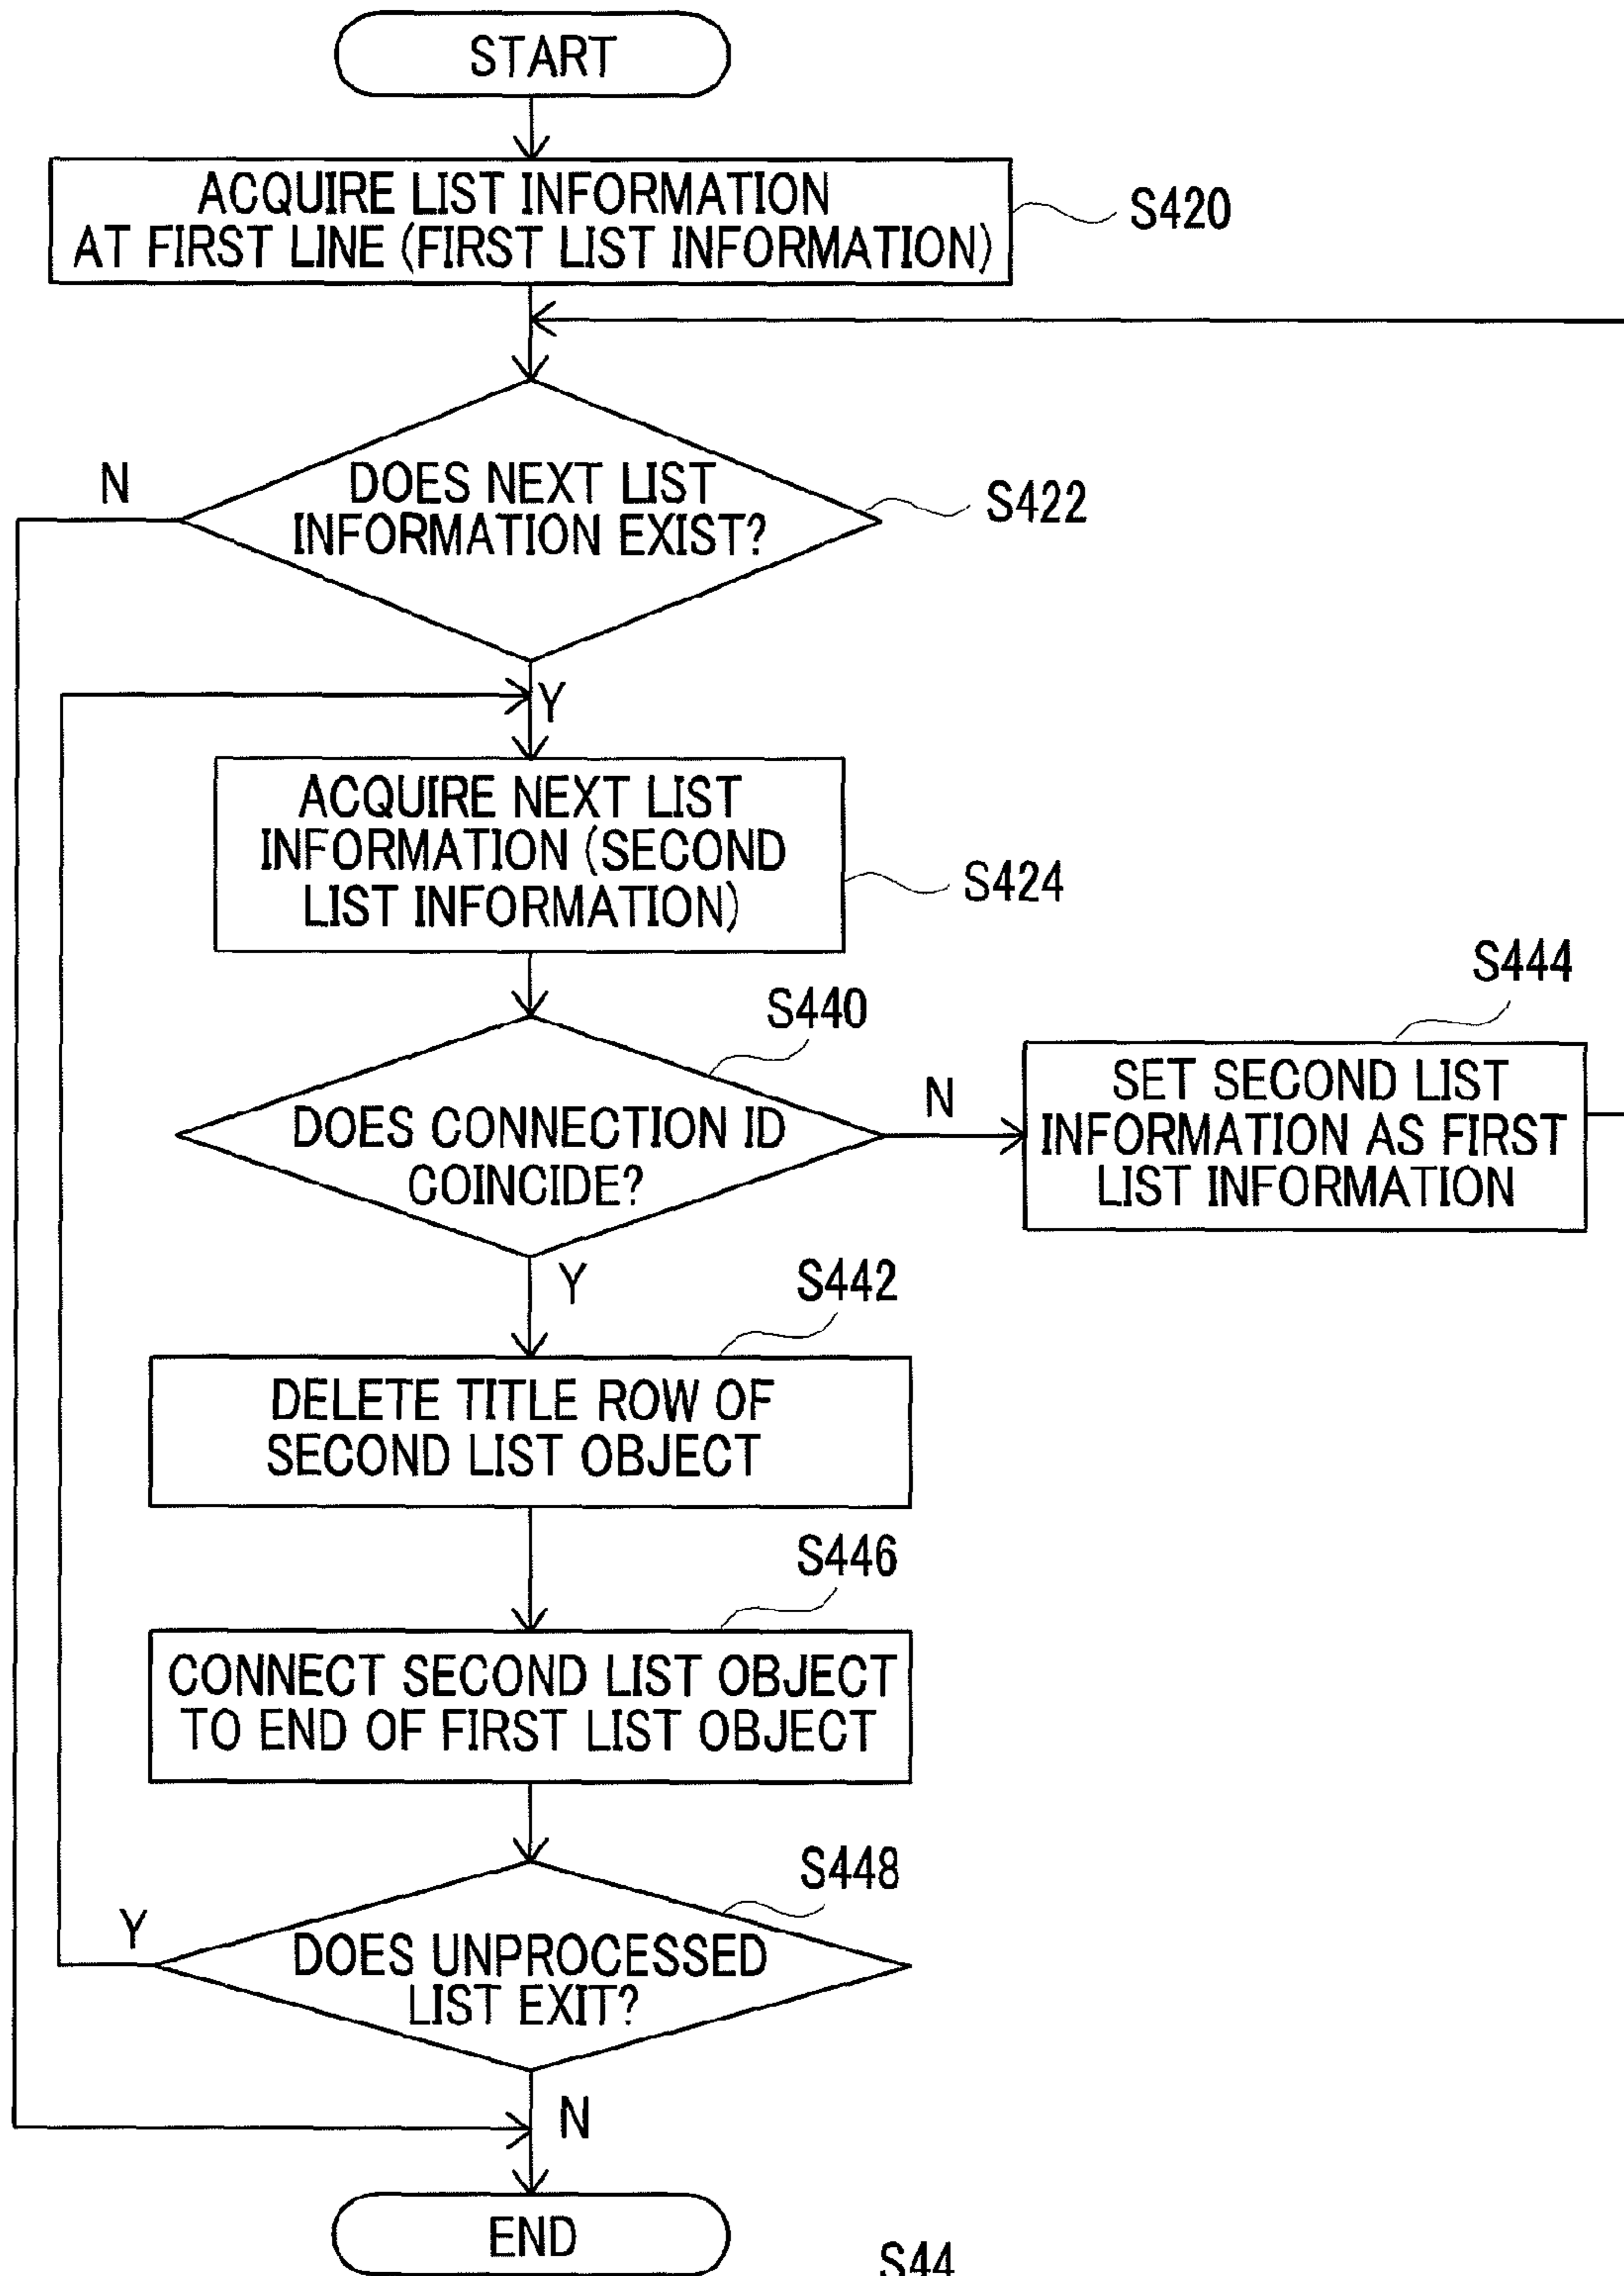 START
ACQUIRE LIST INFORMATION
AT FIRST LINE (FIRST LIST INFORMATION)
S420
N
DOES NEXT LIST
INFORMATION EXIST?
S422
Y
ACQUIRE NEXT LIST
INFORMATION (SECOND
LIST INFORMATION)
S424
S440
DOES CONNECTION ID
COINCIDE?
N
S444
SET SECOND LIST
INFORMATION AS FIRST
LIST INFORMATION
Y
S442
DELETE TITLE ROW OF
SECOND LIST OBJECT
S446
CONNECT SECOND LIST OBJECT
TO END OF FIRST LIST OBJECT
S448
Y
DOES UNPROCESSED
LIST EXIT?
N
END
S44